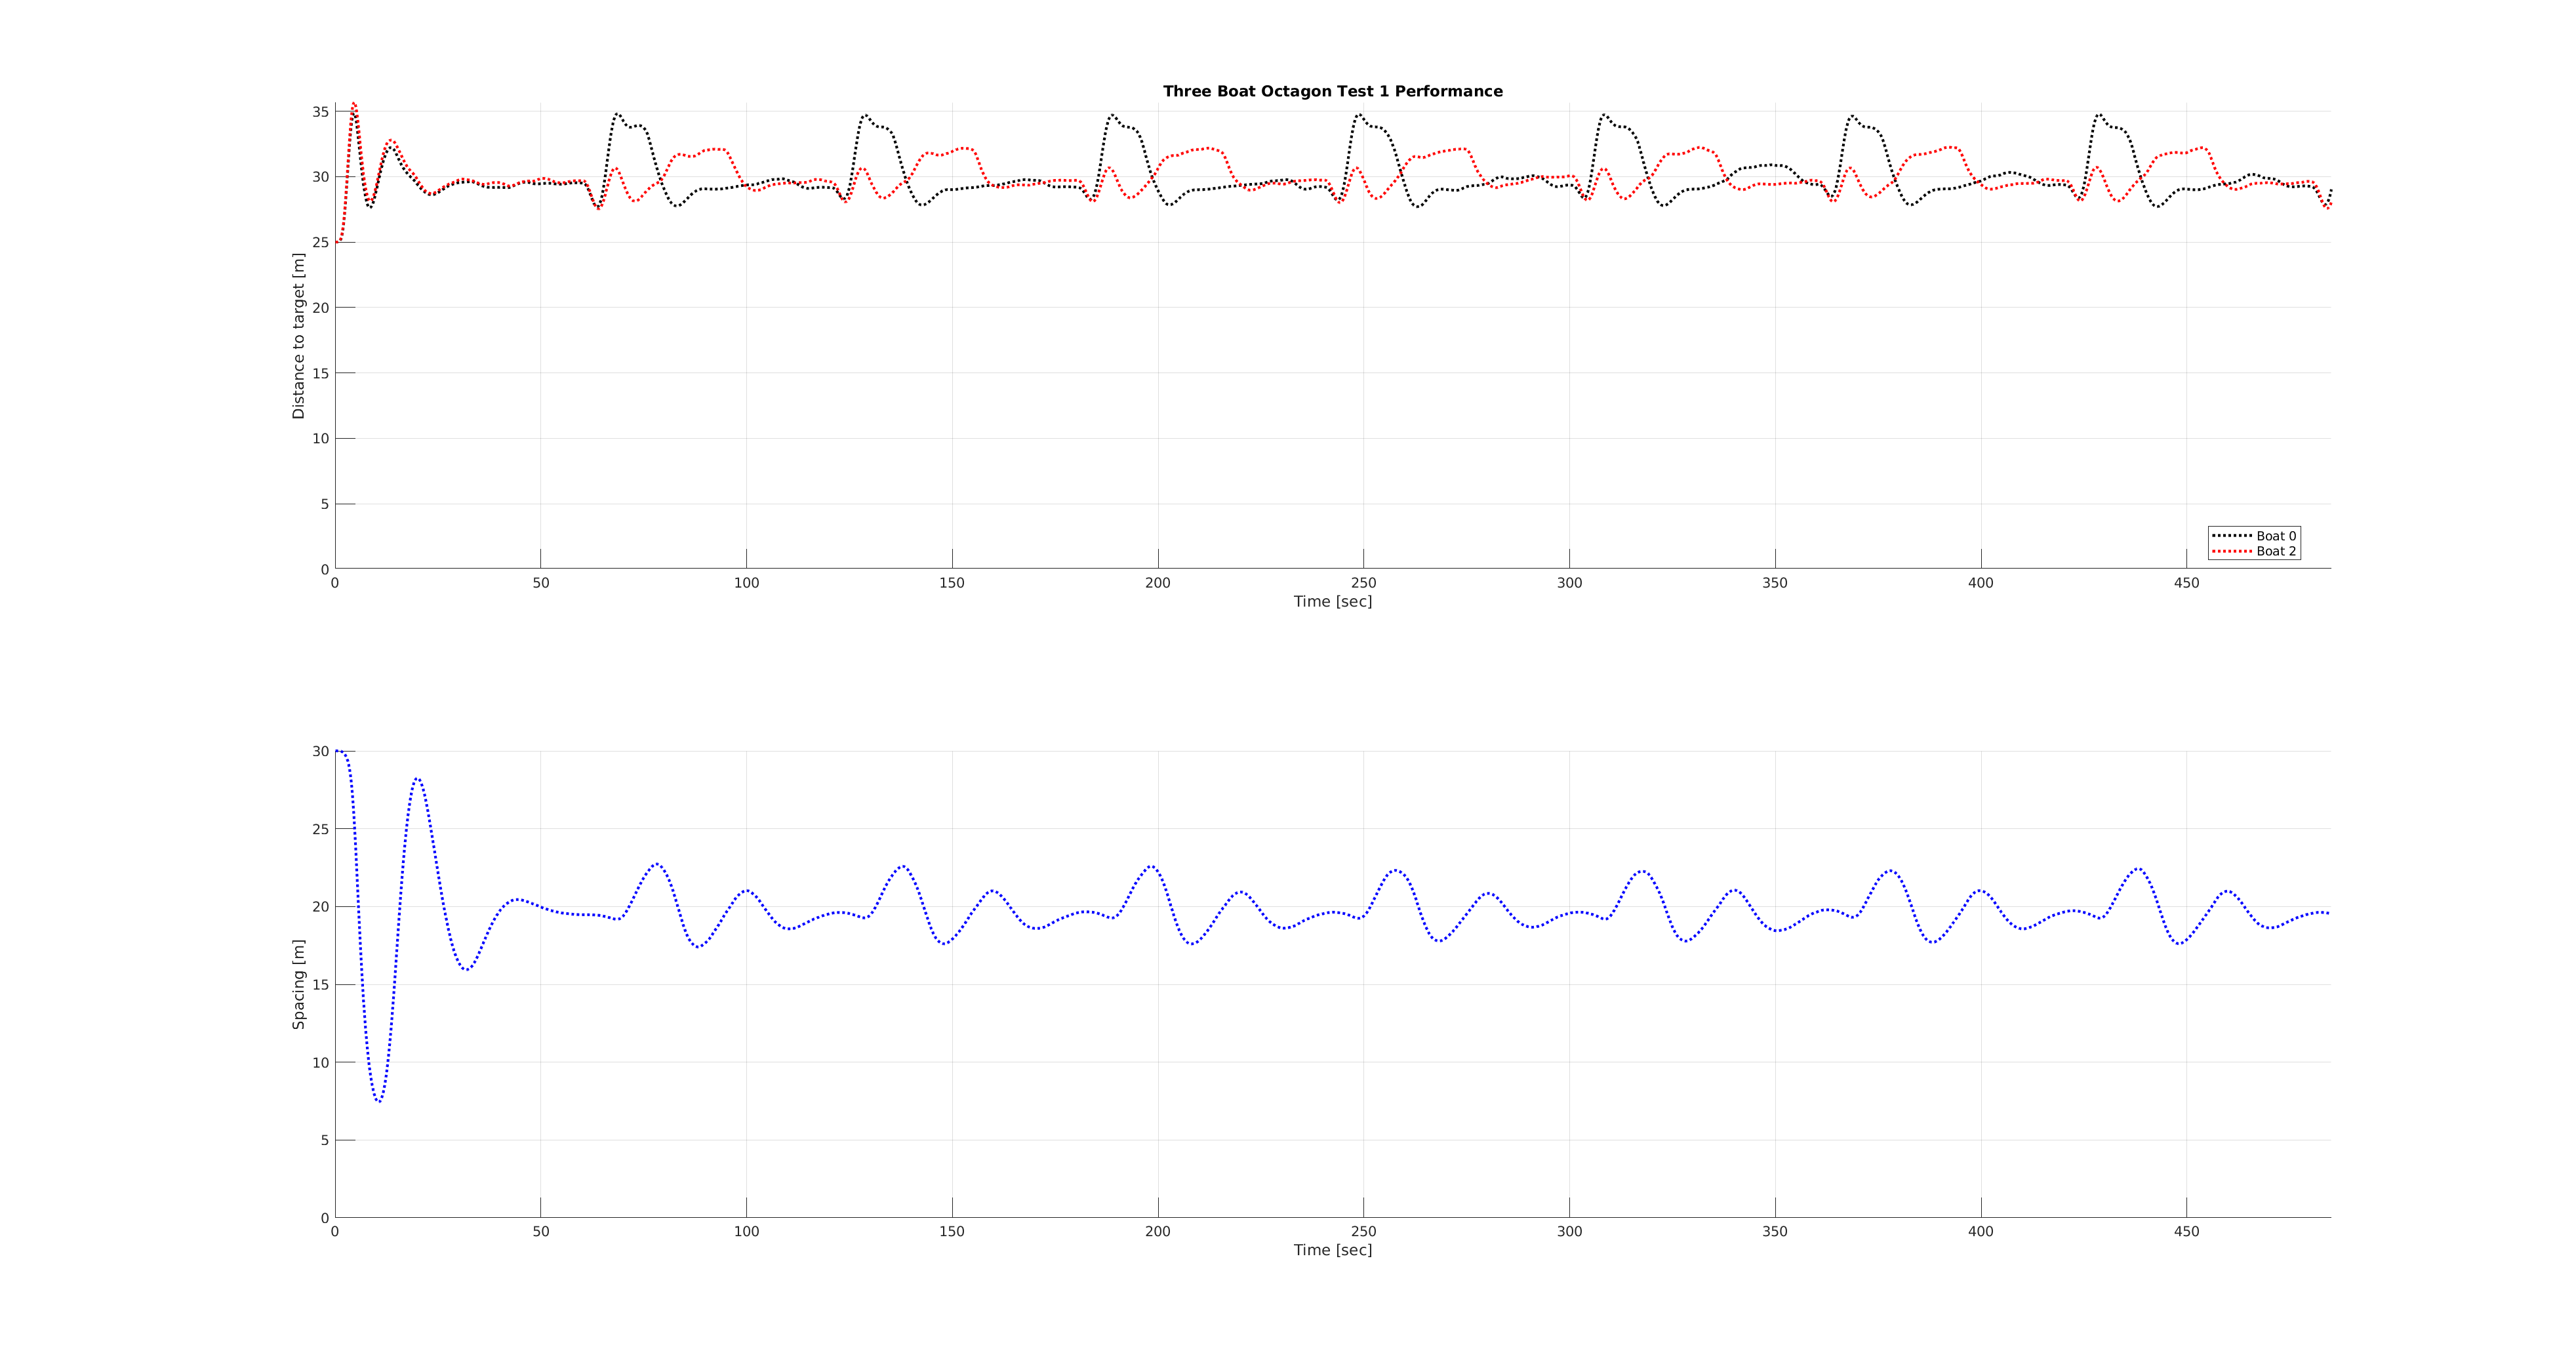 Three Boat Octagon Test 1 Performance
Distance to target [m]
35
30
25
20
15
10
5
0
0 50 100 150 200 250 300 350 400 450
Time [sec]
Boat 0
Boat 2
Spacing [m]
30
25
20
15
10
5
0
0 50 100 150 200 250 300 350 400 450
Time [sec]